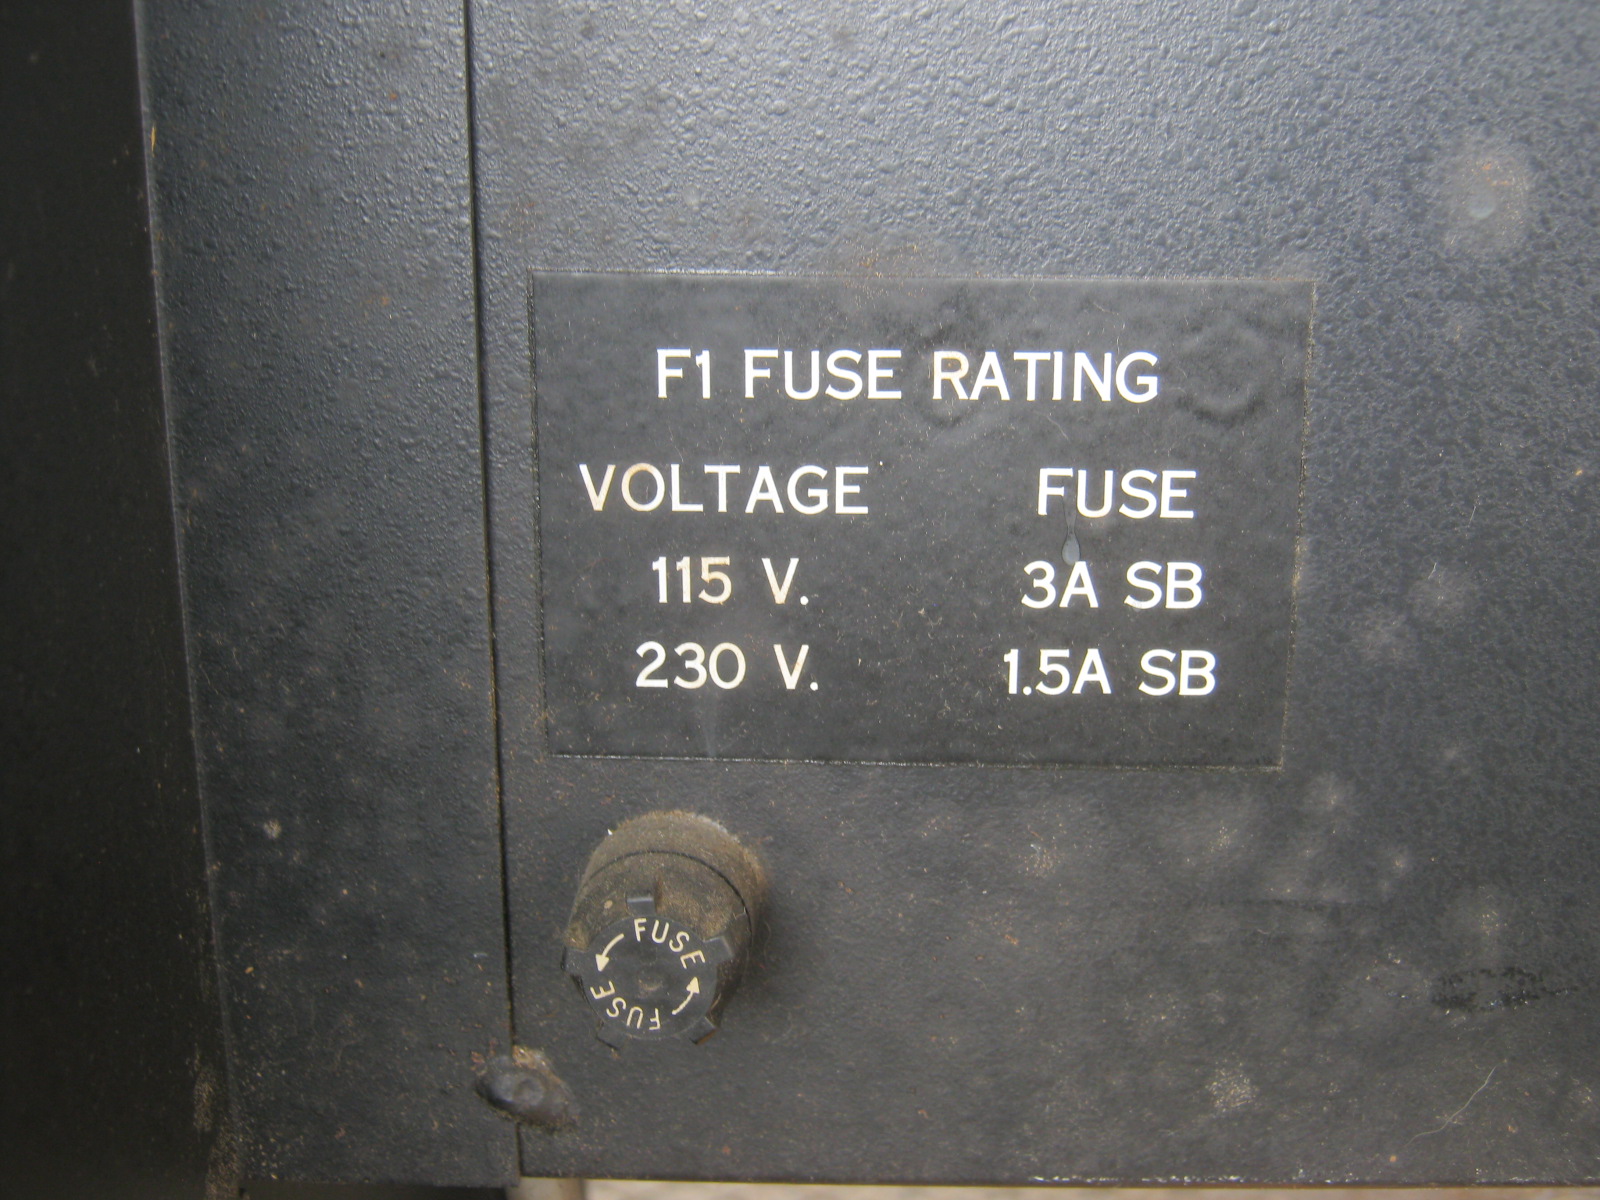 F1 FUSE RATING
VOLTAGE FUSE
115 V. 3A SB
230 V. 1.5A SB
FUSE
FUSE